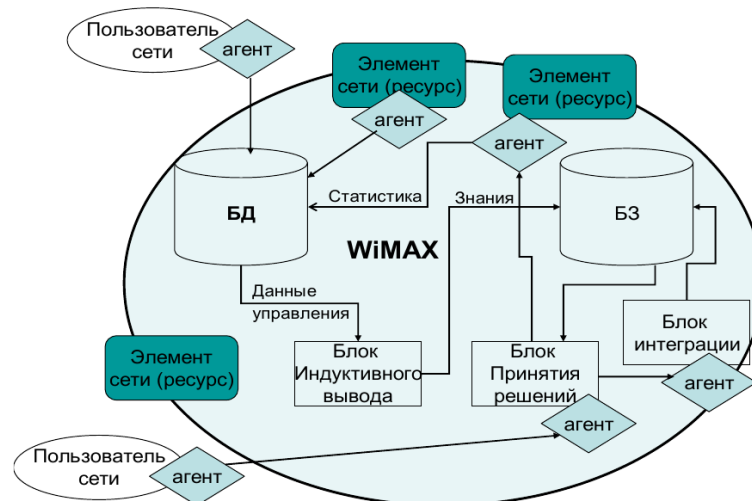 Пользователь
сети
агент
Элемент
сети (ресурс)
агент
Элемент
сети (ресурс)
агент
БД
Статистика
Знания
БЗ
WiMAX
Данные
управления
Блок
интеграции
Элемент
сети (ресурс)
Блок
Индуктивного
вывода
Блок
Принятия
решений
агент
агент
Пользователь
сети
агент